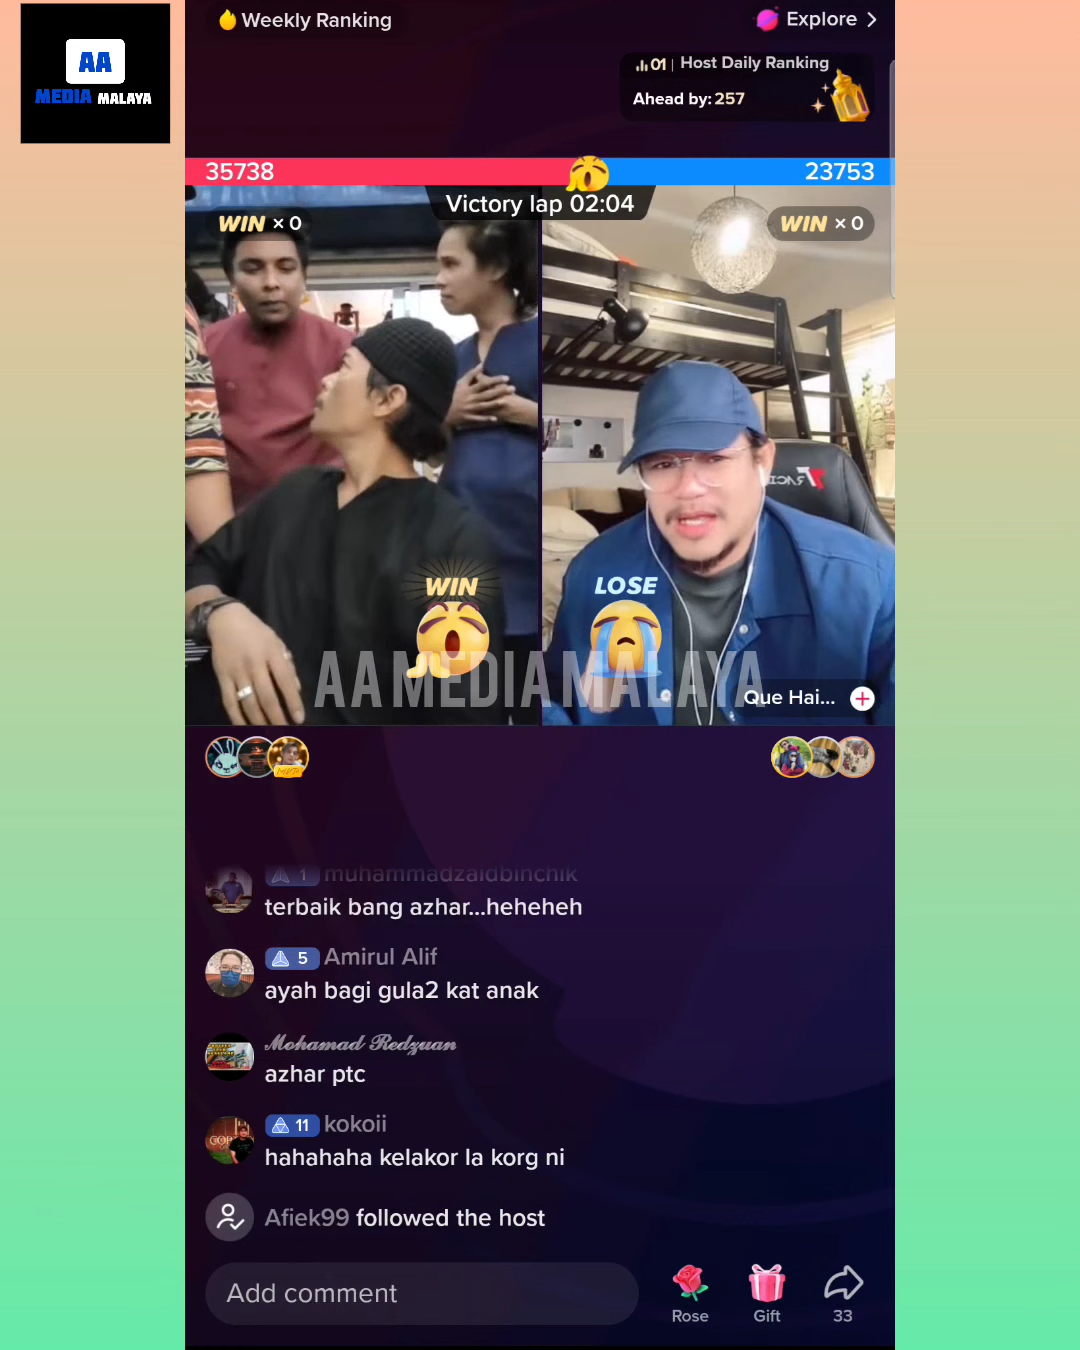 AA
MEDIA MALAYA
Weekly Ranking
Explore >
01 | Host Daily Ranking
Ahead by: 257
35738
23753
Victory lap 02:04
WIN × 0
WIN × 0
WIN
LOSE
AA MEDIA MALAYA
Que Hai...
1 muhammadzaidbinchik
terbaik bang azhar...heheheh
5 Amirul Alif
ayah bagi gula2 kat anak
Mohamad Redzuan
azhar ptc
11 kokoii
hahahaha kelakor la korg ni
Afiek99 followed the host
Add comment
Rose
Gift
33